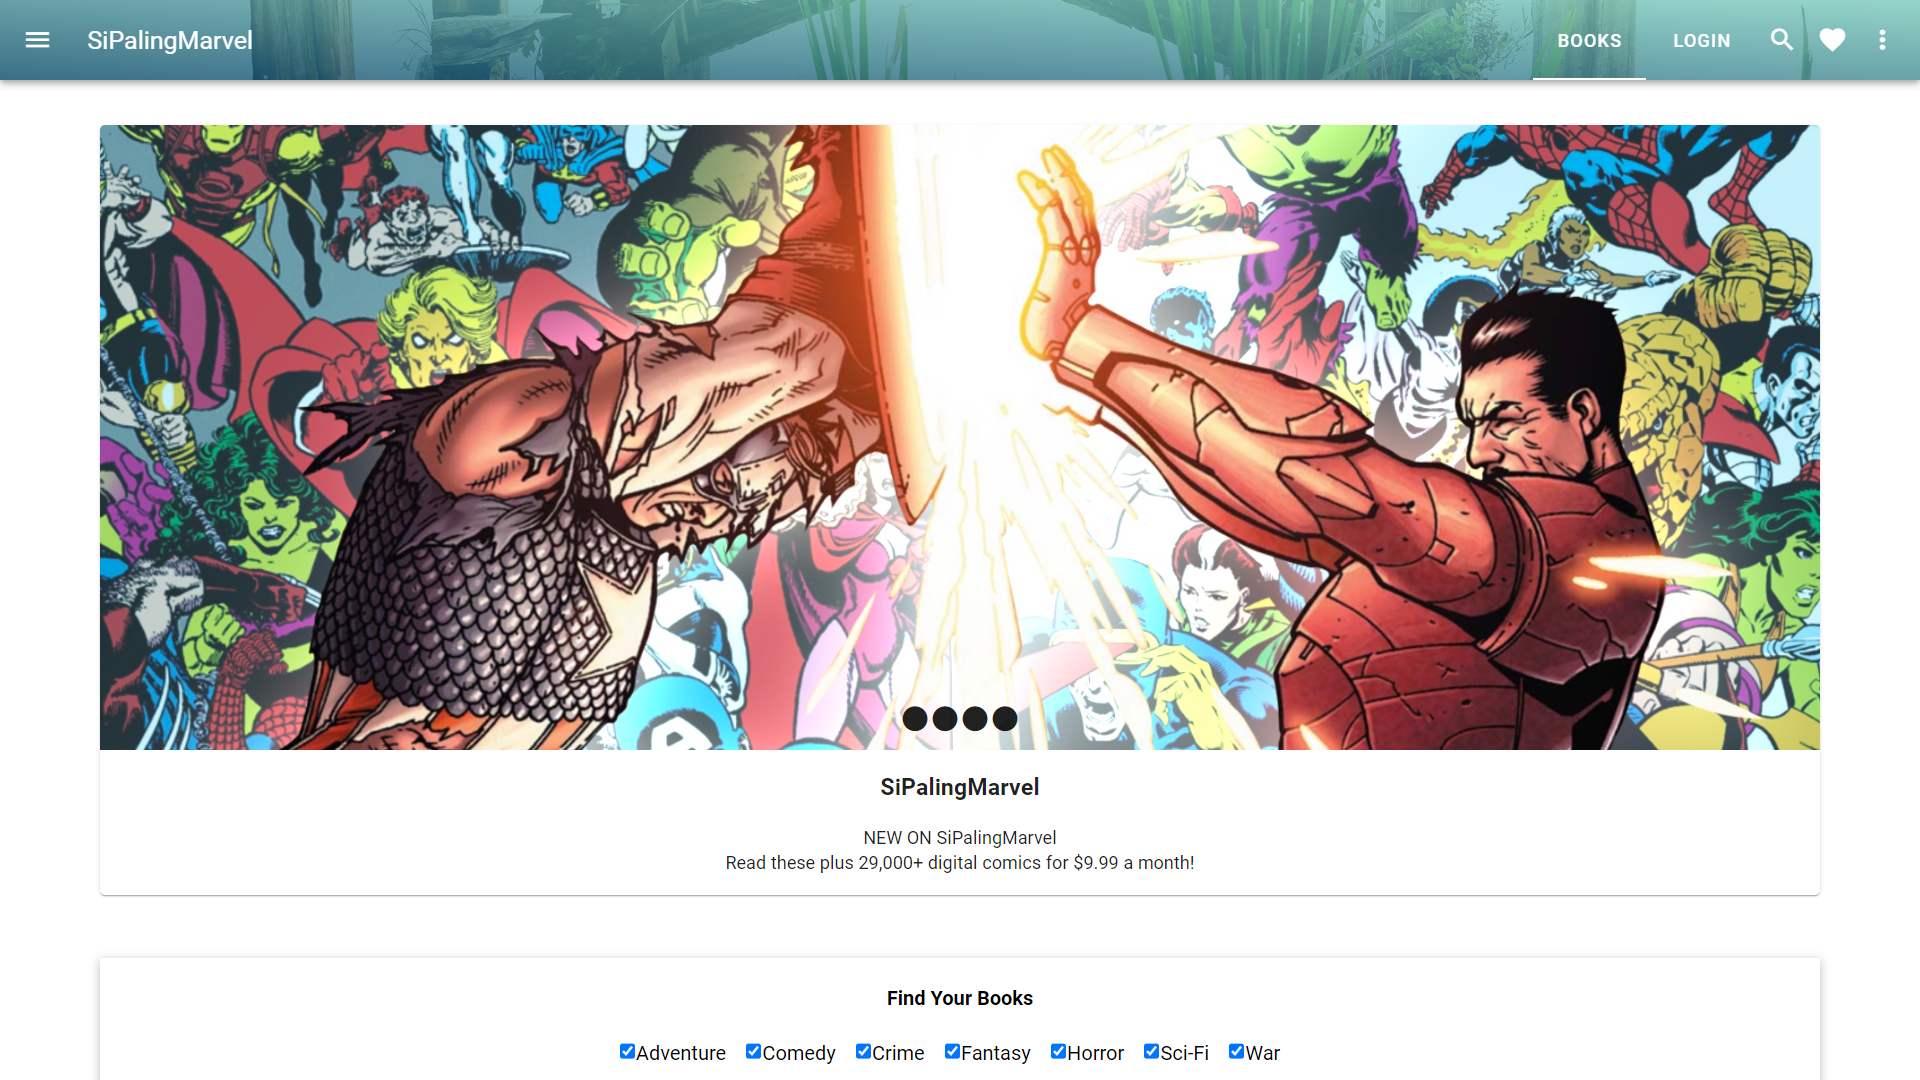 SiPalingMarvel
BOOKS
LOGIN
A
SiPalingMarvel
NEW ON SiPalingMarvel
Read these plus 29,000+ digital comics for $9.99 a month!
Find Your Books
Adventure Comedy Crime Fantasy Horror Sci-Fi War